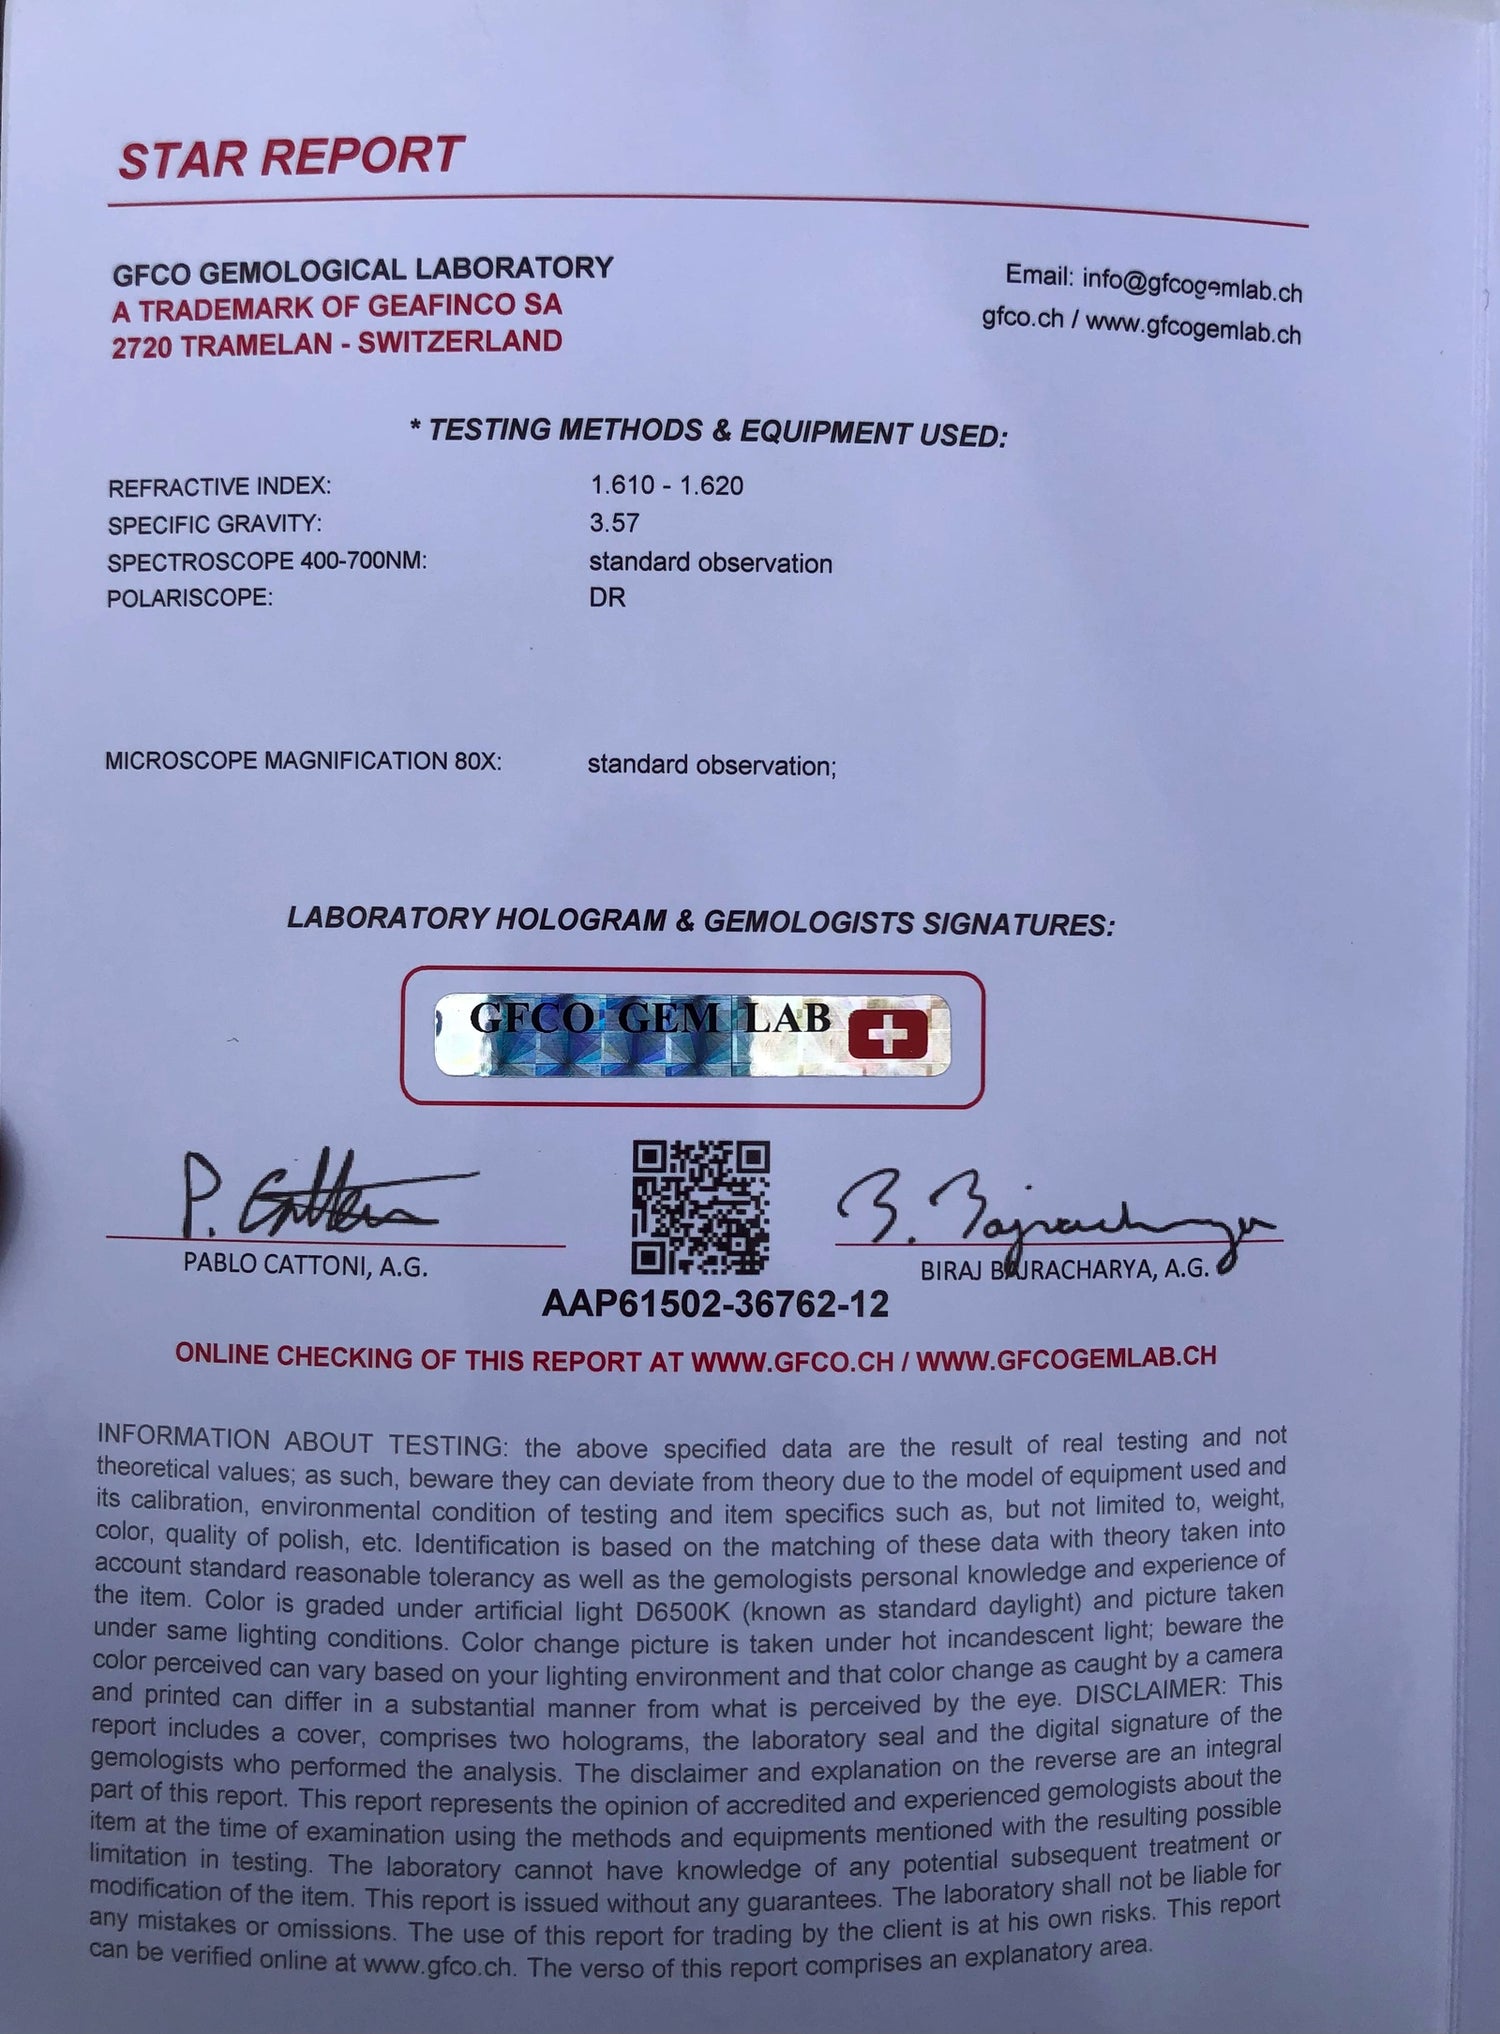 STAR REPORT
GFCO GEMOLOGICAL LABORATORY
A TRADEMARK OF GEAFINCO SA
2720 TRAMELAN - SWITZERLAND
Email: info@gfcogemlab.ch
gfco.ch / www.gfcogemlab.ch
* TESTING METHODS & EQUIPMENT USED:
REFRACTIVE INDEX: 1.610 - 1.620
SPECIFIC GRAVITY: 3.57
SPECTROSCOPE 400-700NM: standard observation
POLARISCOPE: DR
MICROSCOPE MAGNIFICATION 80X: standard observation;
LABORATORY HOLOGRAM & GEMOLOGISTS SIGNATURES:
GFCO GEM LAB
P. Cattoni
B. Bajracharya
PABLO CATTONI, A.G.
BIRAJ BAJRACHARYA, A.G.
AAP61502-36762-12
ONLINE CHECKING OF THIS REPORT AT WWW.GFCO.CH / WWW.GFCOGEMLAB.CH
INFORMATION ABOUT TESTING: the above specified data are the result of real testing and not
theoretical values; as such, beware they can deviate from theory due to the model of equipment used and
its calibration, environmental condition of testing and item specifics such as, but not limited to, weight,
color, quality of polish, etc. Identification is based on the matching of these data with theory taken into
account standard reasonable tolerancy as well as the gemologists personal knowledge and experience of
the item. Color is graded under artificial light D6500K (known as standard daylight) and picture taken
under same lighting conditions. Color change picture is taken under hot incandescent light; beware the
color perceived can vary based on your lighting environment and that color change as caught by a camera
and printed can differ in a substantial manner from what is perceived by the eye. DISCLAIMER: This
report includes a cover, comprises two holograms, the laboratory seal and the digital signature of the
gemologists who performed the analysis. The disclaimer and explanation on the reverse are an integral
part of this report. This report represents the opinion of accredited and experienced gemologists about the
item at the time of examination using the methods and equipments mentioned with the resulting possible
limitation in testing. The laboratory cannot have knowledge of any potential subsequent treatment or
modification of the item. This report is issued without any guarantees. The laboratory shall not be liable for
any mistakes or omissions. The use of this report for trading by the client is at his own risks. This report
can be verified online at www.gfco.ch. The verso of this report comprises an explanatory area.